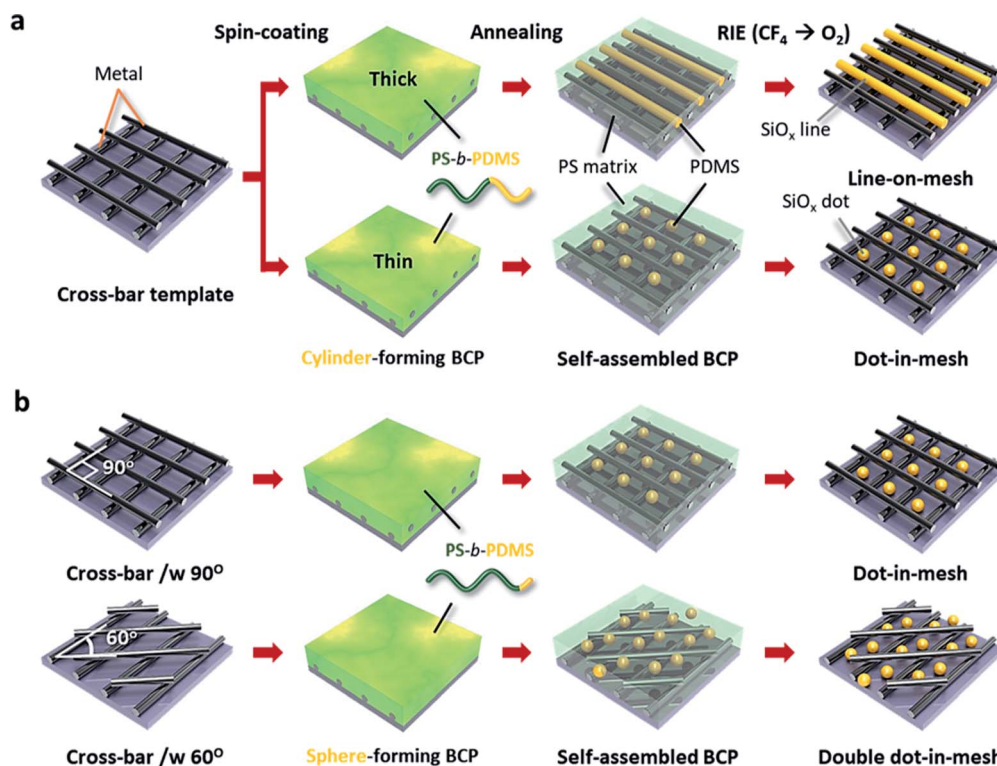 a
Spin-coating
Annealing
RIE (CF₄ → O₂)
Metal
Thick
PS-b-PDMS
SiOₓ line
PS matrix
PDMS
Line-on-mesh
SiOₓ dot
Thin
Cross-bar template
Cylinder-forming BCP
Self-assembled BCP
Dot-in-mesh
b
90°
PS-b-PDMS
Cross-bar /w 90°
Dot-in-mesh
60°
Cross-bar /w 60°
Sphere-forming BCP
Self-assembled BCP
Double dot-in-mesh